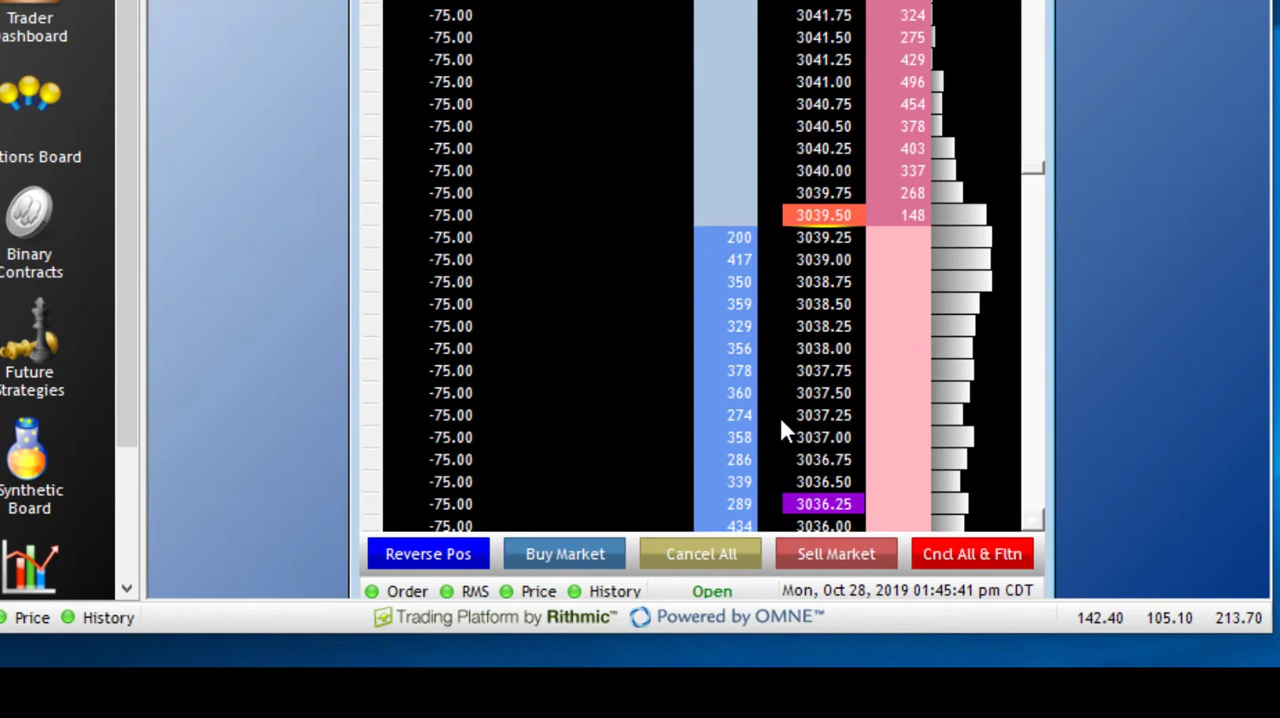 Trader
ashboard
tions Board
Binary
Contracts
Future
Strategies
Synthetic
Board
-75.00 3041.75 324
-75.00 3041.50 275
-75.00 3041.25 429
-75.00 3041.00 496
-75.00 3040.75 454
-75.00 3040.50 378
-75.00 3040.25 403
-75.00 3040.00 337
-75.00 3039.75 268
-75.00 3039.50 148
-75.00 200 3039.25
-75.00 417 3039.00
-75.00 350 3038.75
-75.00 359 3038.50
-75.00 329 3038.25
-75.00 356 3038.00
-75.00 378 3037.75
-75.00 360 3037.50
-75.00 274 3037.25
-75.00 358 3037.00
-75.00 286 3036.75
-75.00 339 3036.50
-75.00 289 3036.25
-75.00 434 3036.00
Reverse Pos Buy Market Cancel All Sell Market Cncl All & Fltn
Order RMS Price History Open Mon, Oct 28, 2019 01:45:41 pm CDT
Price History Trading Platform by Rithmic™ Powered by OMNE™ 142.40 105.10 213.70